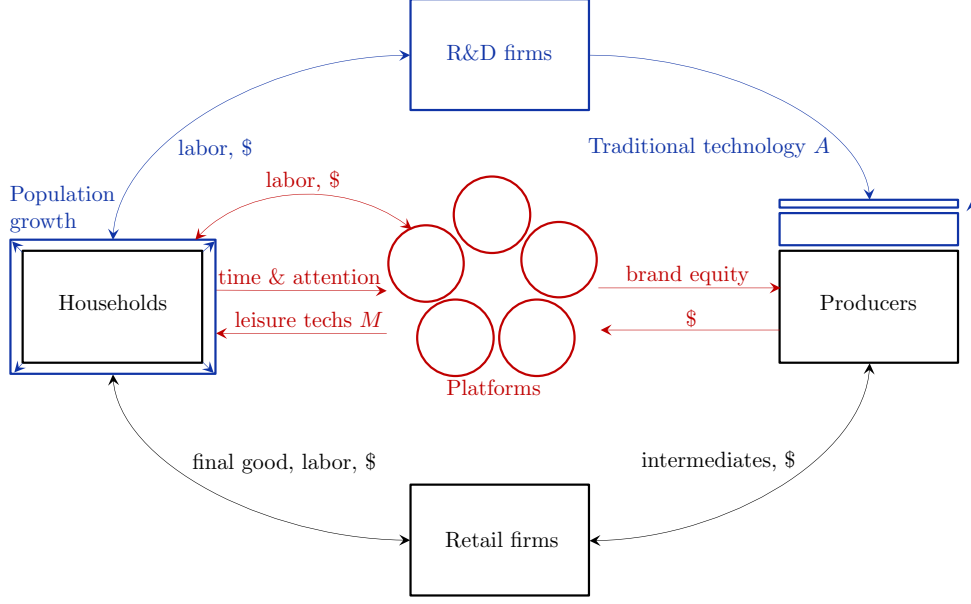 R&D firms
labor, $
Traditional technology A
labor, $
Population
growth
time & attention
brand equity
Households
Producers
leisure techs M
$
Platforms
final good, labor, $
intermediates, $
Retail firms